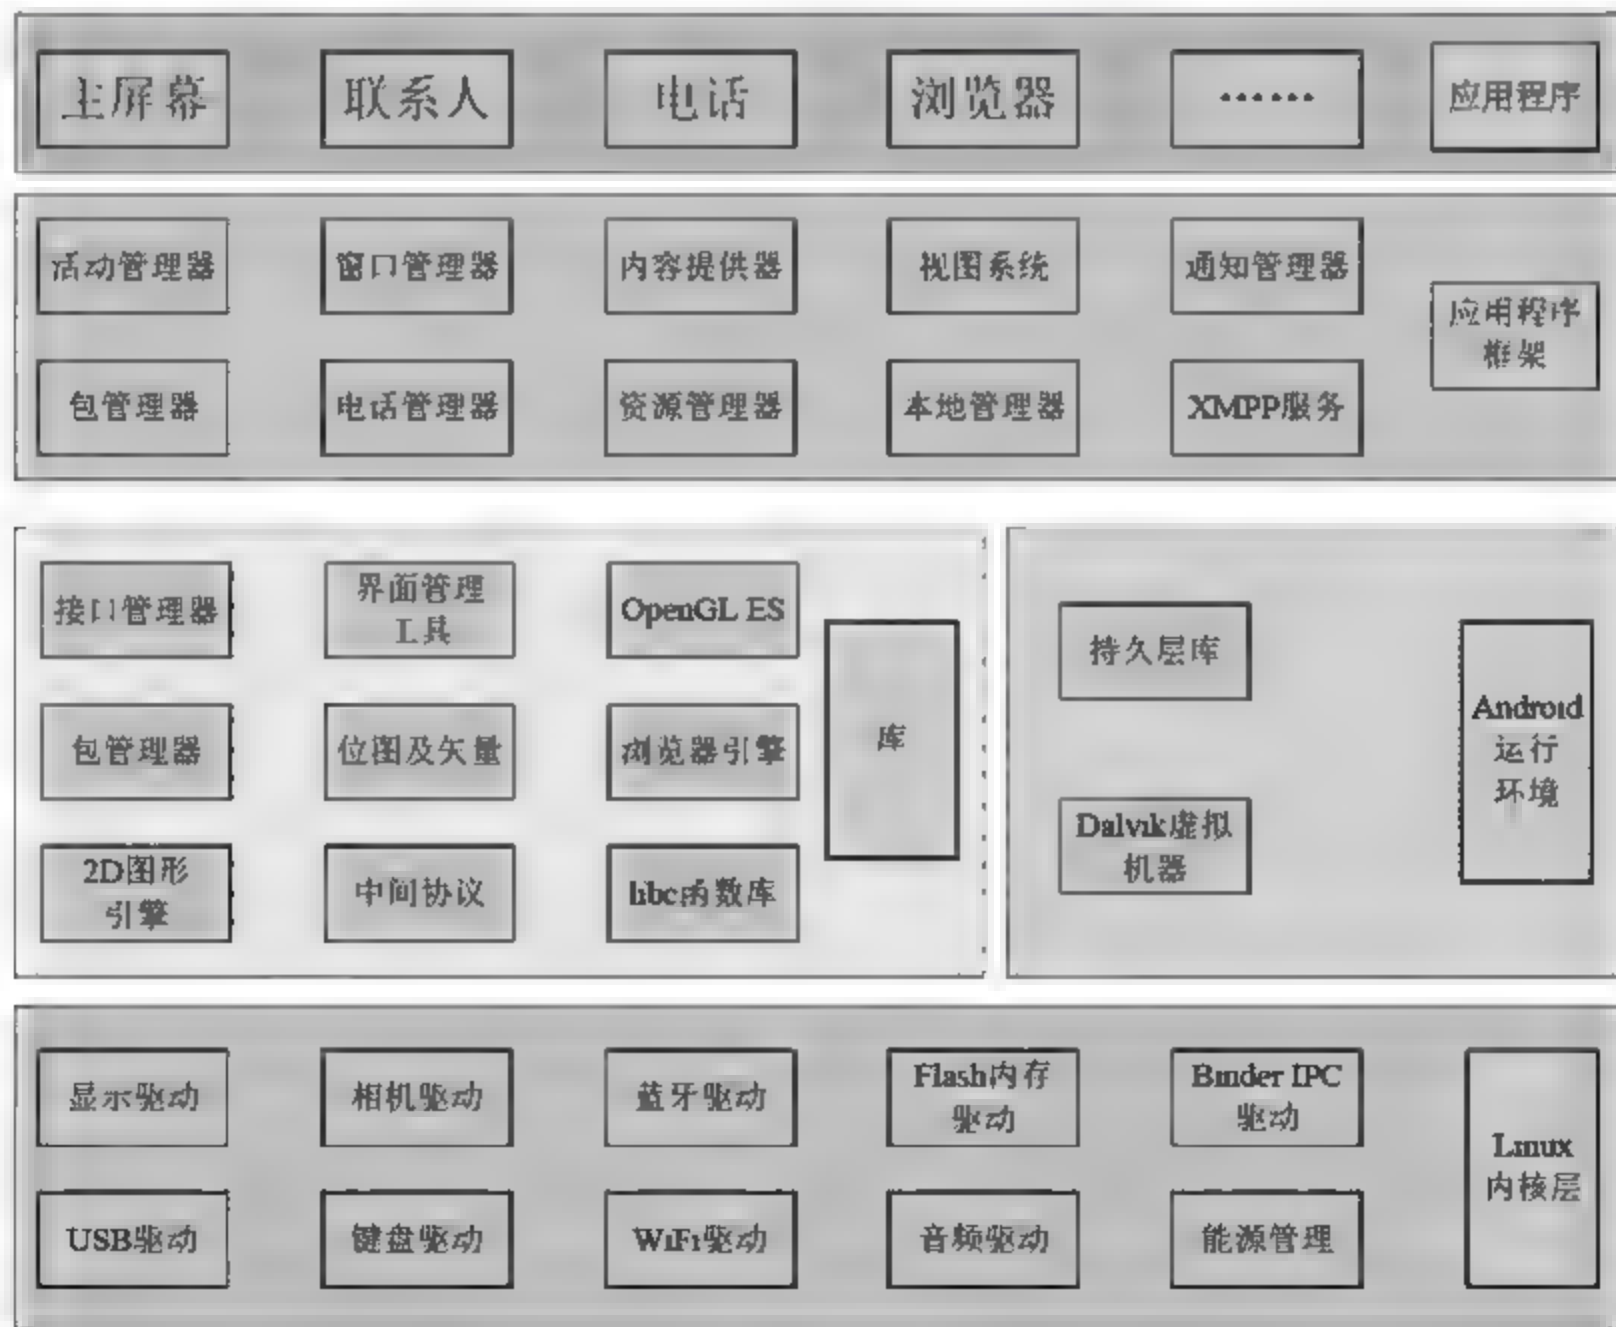 主屏幕
联系人
电话
浏览器
……
应用程序
活动管理器
窗口管理器
内容提供器
视图系统
通知管理器
包管理器
电话管理器
资源管理器
本地管理器
XMPP服务
应用程序
框架
接口管理器
界面管理
工具
OpenGL ES
包管理器
位图及矢量
浏览器引擎
2D图形
引擎
中间协议
libc函数库
库
持久层库
Dalvik虚拟
机器
Android
运行
环境
显示驱动
相机驱动
蓝牙驱动
Flash内存
驱动
Binder IPC
驱动
USB驱动
键盘驱动
WiFi驱动
音频驱动
能源管理
Linux
内核层